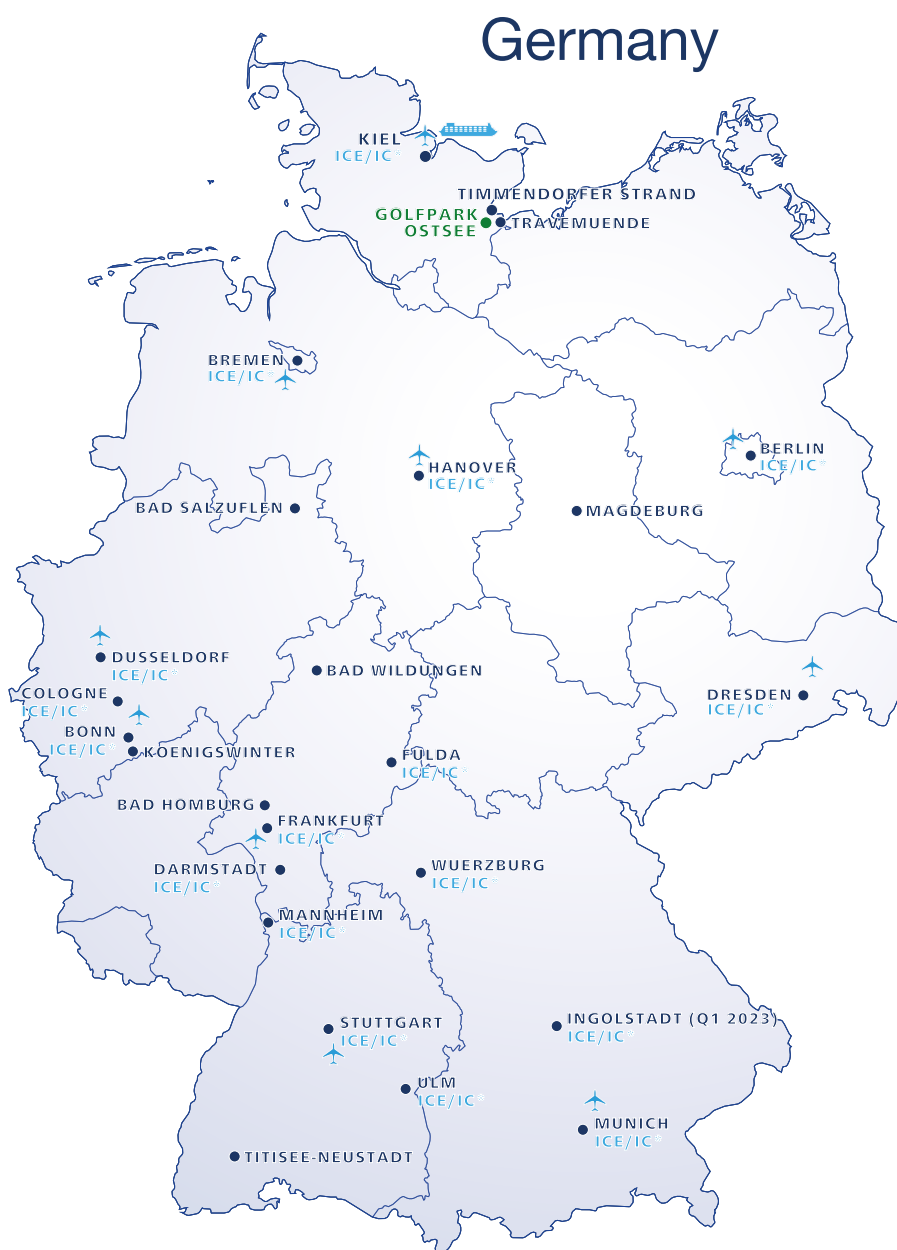 Germany
KIEL
ICE/IC*
TIMMENDORFER STRAND
GOLFPARK
OSTSEE
TRAVEMUENDE
BREMEN
ICE/IC*
HANOVER
ICE/IC*
BERLIN
ICE/IC*
BAD SALZUFLEN
MAGDEBURG
DUSSELDORF
ICE/IC*
BAD WILDUNGEN
COLOGNE
ICE/IC*
DRESDEN
ICE/IC*
BONN
ICE/IC*
KOENIGSWINTER
FULDA
ICE/IC*
BAD HOMBURG
FRANKFURT
ICE/IC*
DARMSTADT
ICE/IC*
WUERZBURG
ICE/IC*
MANNHEIM
ICE/IC*
STUTTGART
ICE/IC*
INGOLSTADT (Q1 2023)
ICE/IC*
ULM
ICE/IC*
MUNICH
ICE/IC*
TITISEE-NEUSTADT